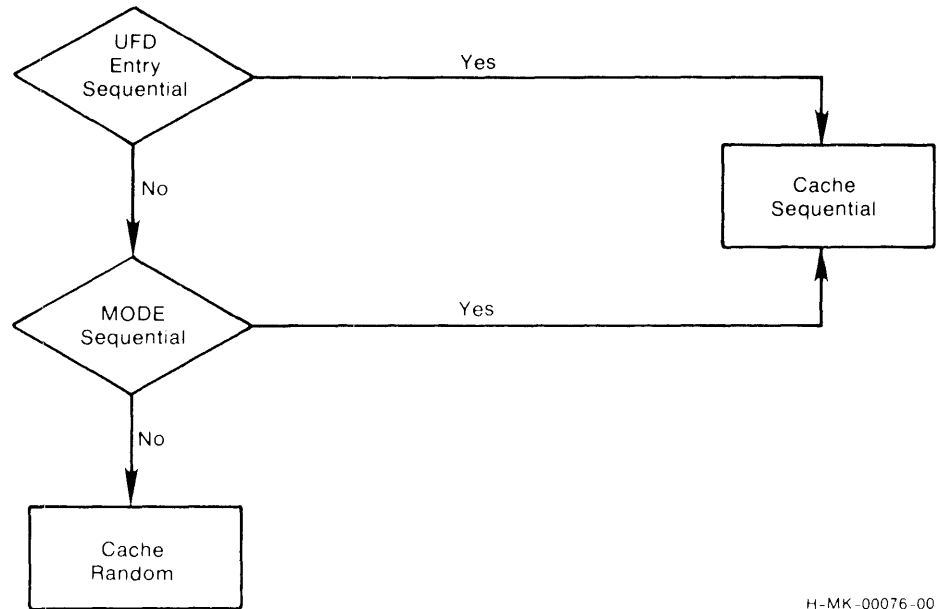 UFD
Entry
Sequential
Yes
No
Cache
Sequential
MODE
Sequential
Yes
No
Cache
Random
H-MK-00076-00